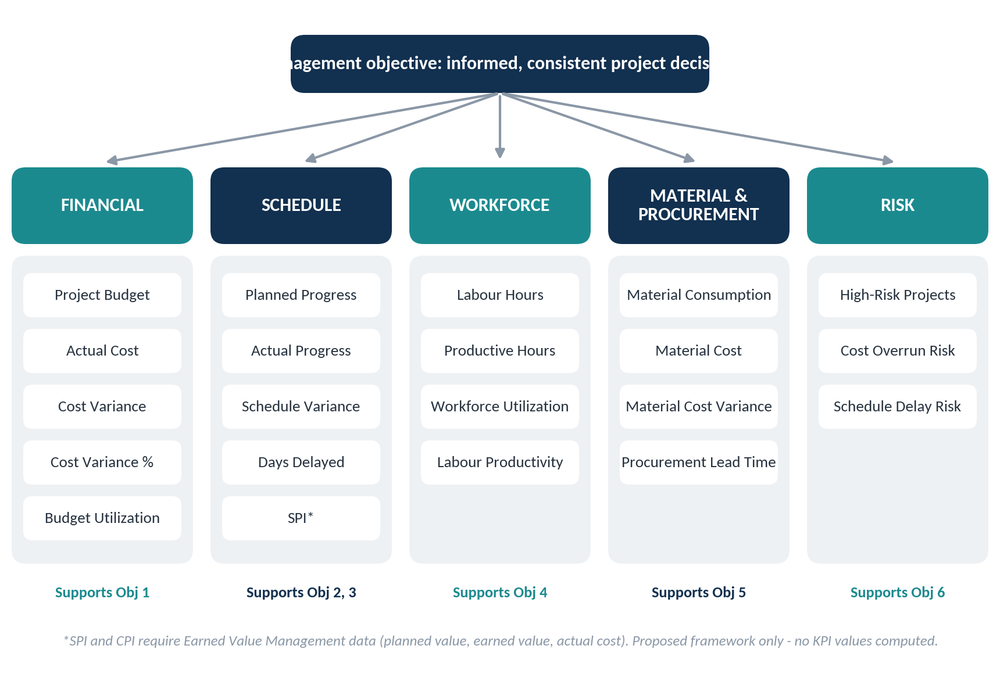 nagement objective: informed, consistent project decis
FINANCIAL
SCHEDULE
WORKFORCE
MATERIAL &
PROCUREMENT
RISK
Project Budget
Actual Cost
Cost Variance
Cost Variance %
Budget Utilization
Planned Progress
Actual Progress
Schedule Variance
Days Delayed
SPI*
Labour Hours
Productive Hours
Workforce Utilization
Labour Productivity
Material Consumption
Material Cost
Material Cost Variance
Procurement Lead Time
High-Risk Projects
Cost Overrun Risk
Schedule Delay Risk
Supports Obj 1
Supports Obj 2, 3
Supports Obj 4
Supports Obj 5
Supports Obj 6
*SPI and CPI require Earned Value Management data (planned value, earned value, actual cost). Proposed framework only - no KPI values computed.